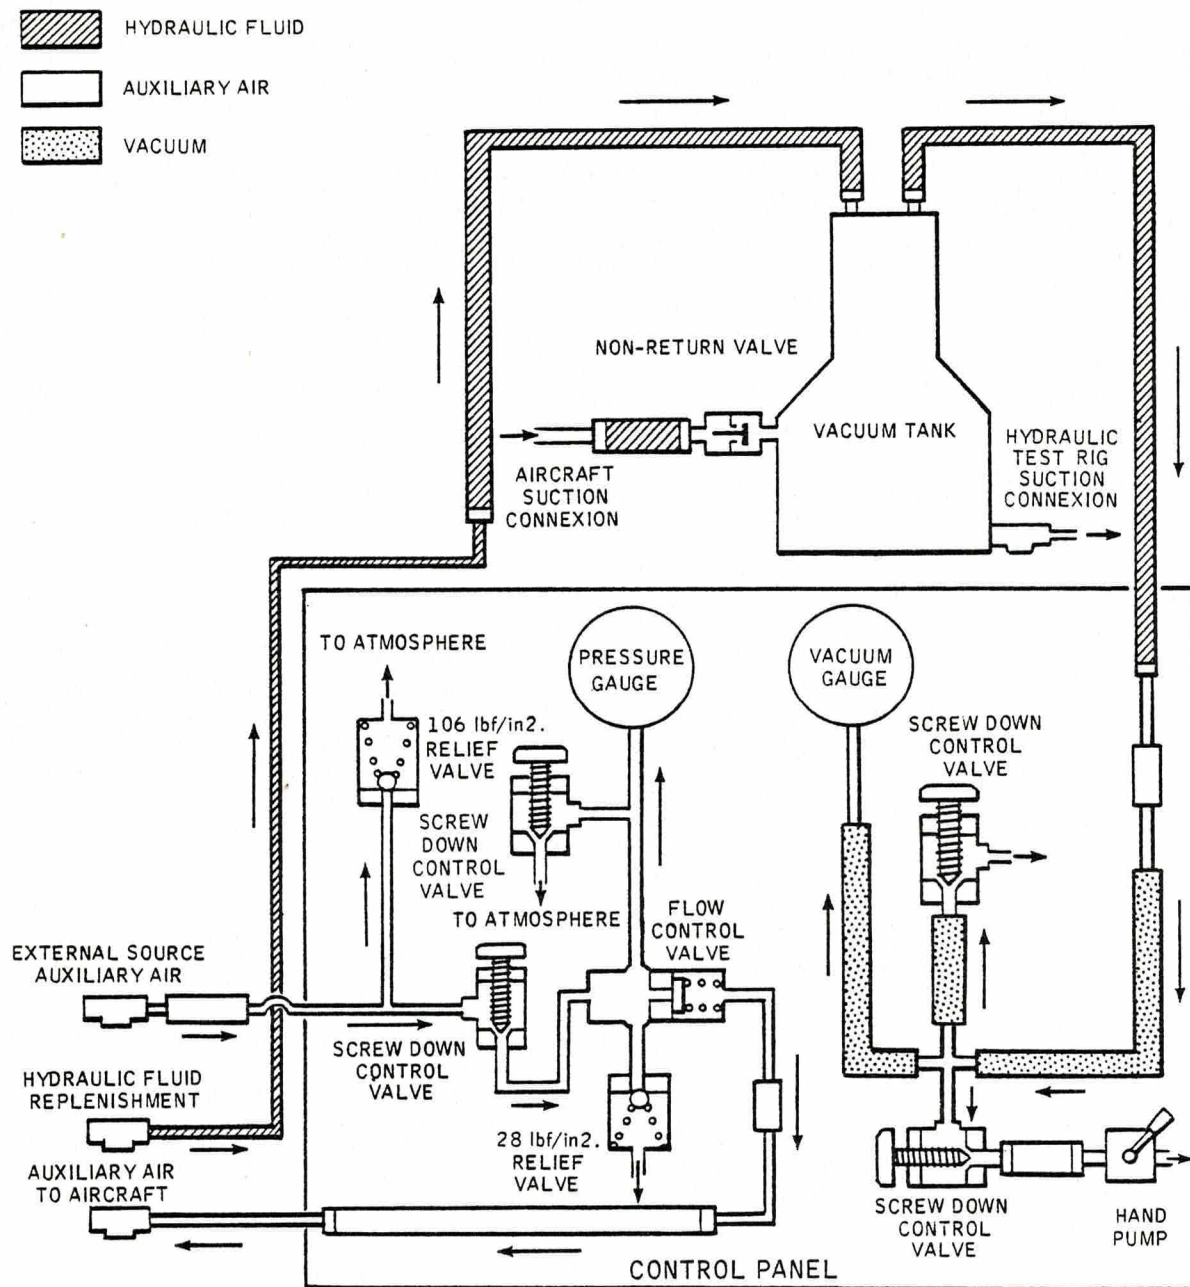 HYDRAULIC FLUID
AUXILIARY AIR
VACUUM
NON-RETURN VALVE
VACUUM TANK
AIRCRAFT
SUCTION
CONNEXION
HYDRAULIC
TEST RIG
SUCTION
CONNEXION
TO ATMOSPHERE
PRESSURE
GAUGE
VACUUM
GAUGE
106 lbf/in2.
RELIEF
VALVE
SCREW DOWN
CONTROL
VALVE
SCREW
DOWN
CONTROL
VALVE
TO ATMOSPHERE
FLOW
CONTROL
VALVE
EXTERNAL SOURCE
AUXILIARY AIR
SCREW DOWN
CONTROL
VALVE
HYDRAULIC FLUID
REPLENISHMENT
28 lbf/in2.
RELIEF
VALVE
AUXILIARY AIR
TO AIRCRAFT
SCREW DOWN
CONTROL
VALVE
HAND
PUMP
CONTROL PANEL